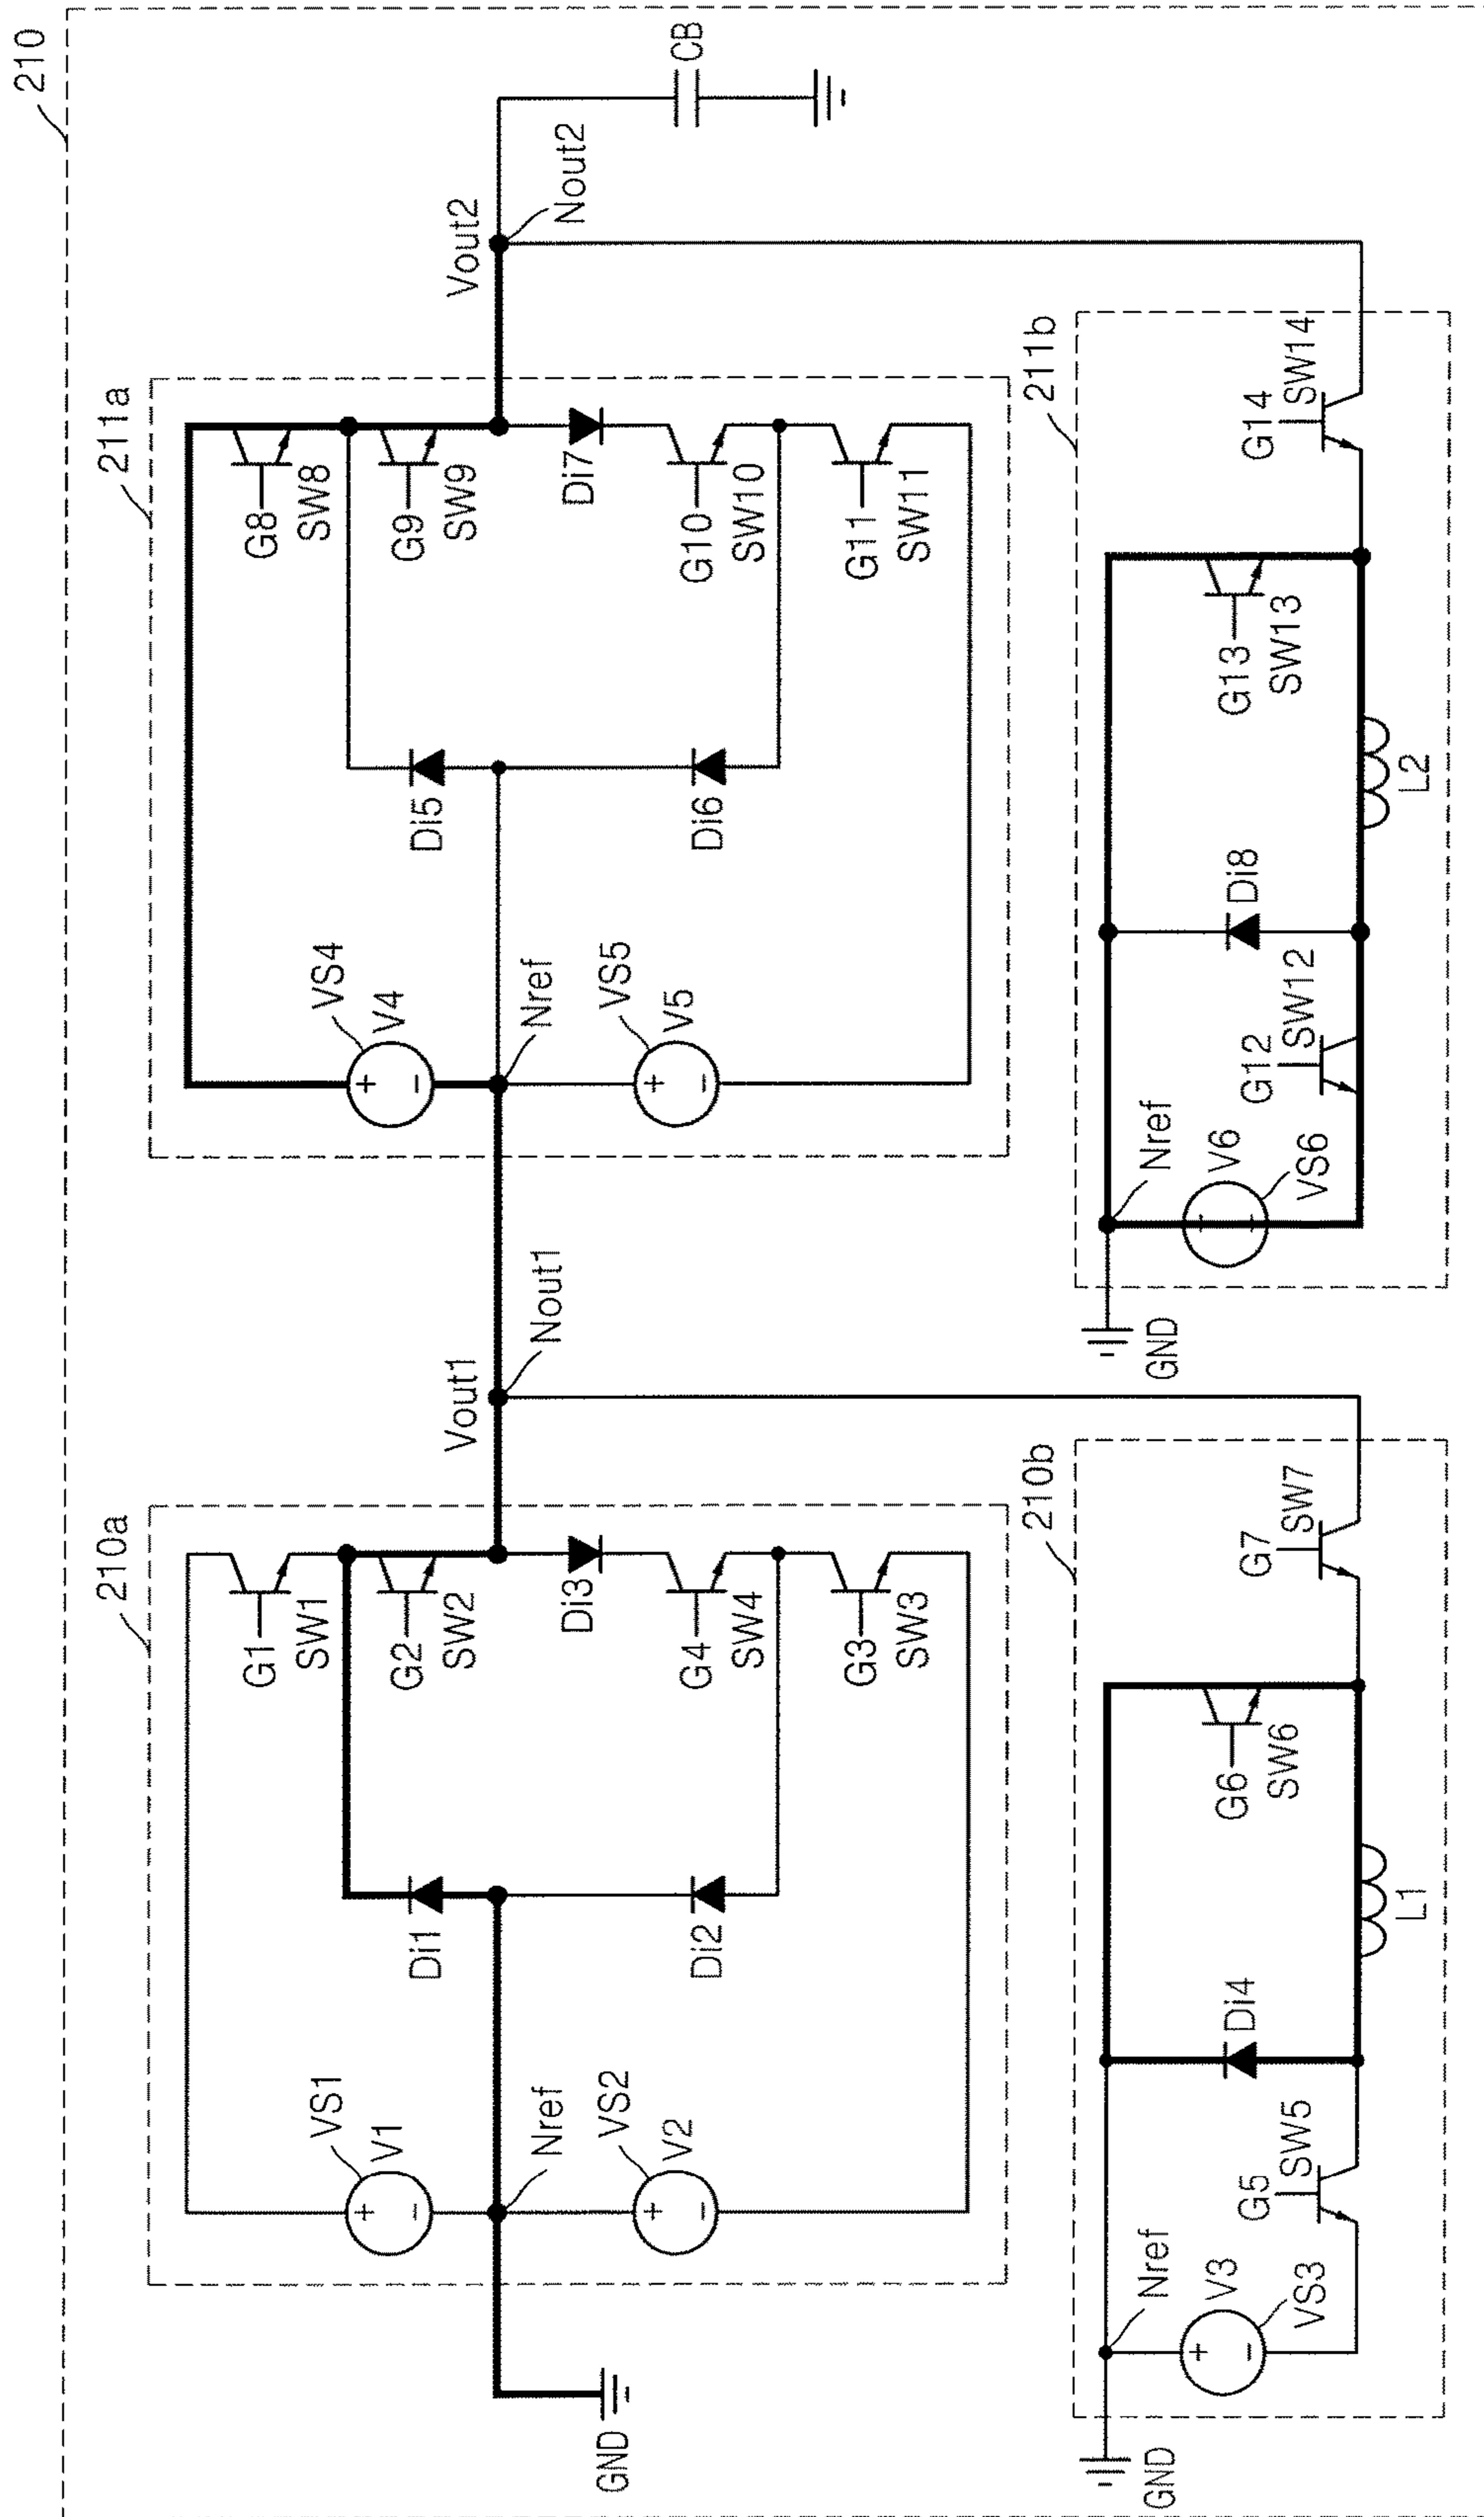 210
210a
VS1
V1
Nref
VS2
V2
GND
Di1
Di2
G1
SW1
G2
SW2
Di3
G4
SW4
G3
SW3
Vout1
Nout1
210b
GND
Nref
V3
VS3
G5
SW5
Di4
L1
G6
SW6
G7
SW7
211a
VS4
V4
Nref
VS5
V5
Di5
Di6
G8
SW8
G9
SW9
Di7
G10
SW10
G11
SW11
Vout2
Nout2
CB
211b
GND
Nref
V6
VS6
G12
SW12
Di8
L2
G13
SW13
G14
SW14